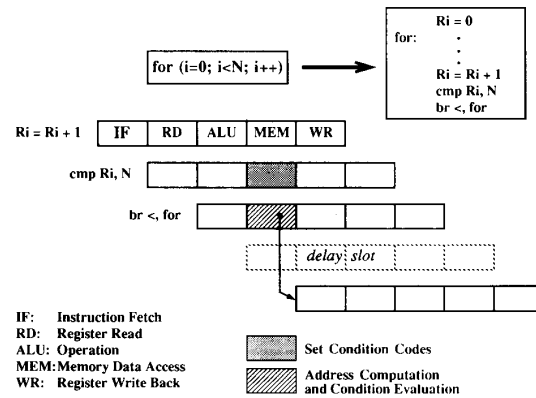 for (i=0; i<N; i++)
Ri = 0
for:
Ri = Ri + 1
cmp Ri, N
br <, for
Ri = Ri + 1
IF RD ALU MEM WR
cmp Ri, N
br <, for
delay slot
IF: Instruction Fetch
RD: Register Read
ALU: Operation
MEM: Memory Data Access
WR: Register Write Back
Set Condition Codes
Address Computation
and Condition Evaluation